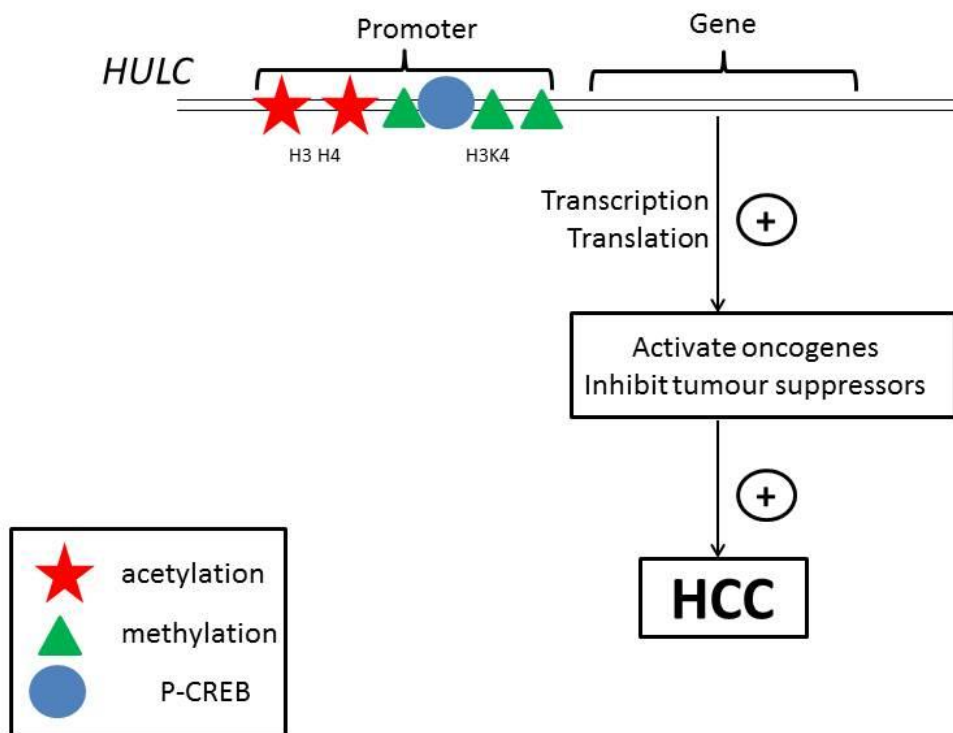 Promoter
Gene
HULC
H3 H4
H3K4
Transcription
Translation
+
Activate oncogenes
Inhibit tumour suppressors
+
HCC
acetylation
methylation
P-CREB